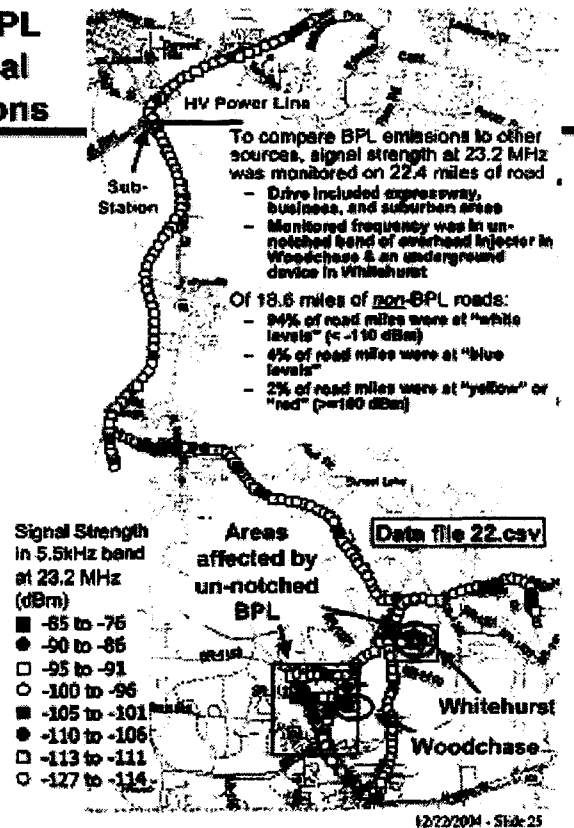 PL
al
ons
HV Power Line
Sub-
Station
To compare BPL emissions to other
sources, signal strength at 23.2 MHz
was monitored on 22.4 miles of road
– Drive included expressway,
business, and suburban areas
– Monitored frequency was in un-
notched band of overhead injector in
Woodchase & an underground
device in Whitehurst
Of 18.6 miles of non-BPL roads:
– 94% of road miles were at "white
levels" (< -110 dBm)
– 4% of road miles were at "blue
levels"
– 2% of road miles were at "yellow" or
"red" (>=100 dBm)
Sunset Lake
Signal Strength
in 5.5kHz band
at 23.2 MHz
(dBm)
-85 to -76
-90 to -86
-95 to -91
-100 to -96
-105 to -101
-110 to -106
-113 to -111
-127 to -114
Areas
affected by
un-notched
BPL
Data file 22.csv
Whitehurst
Woodchase
12/22/2004 - Slide 25